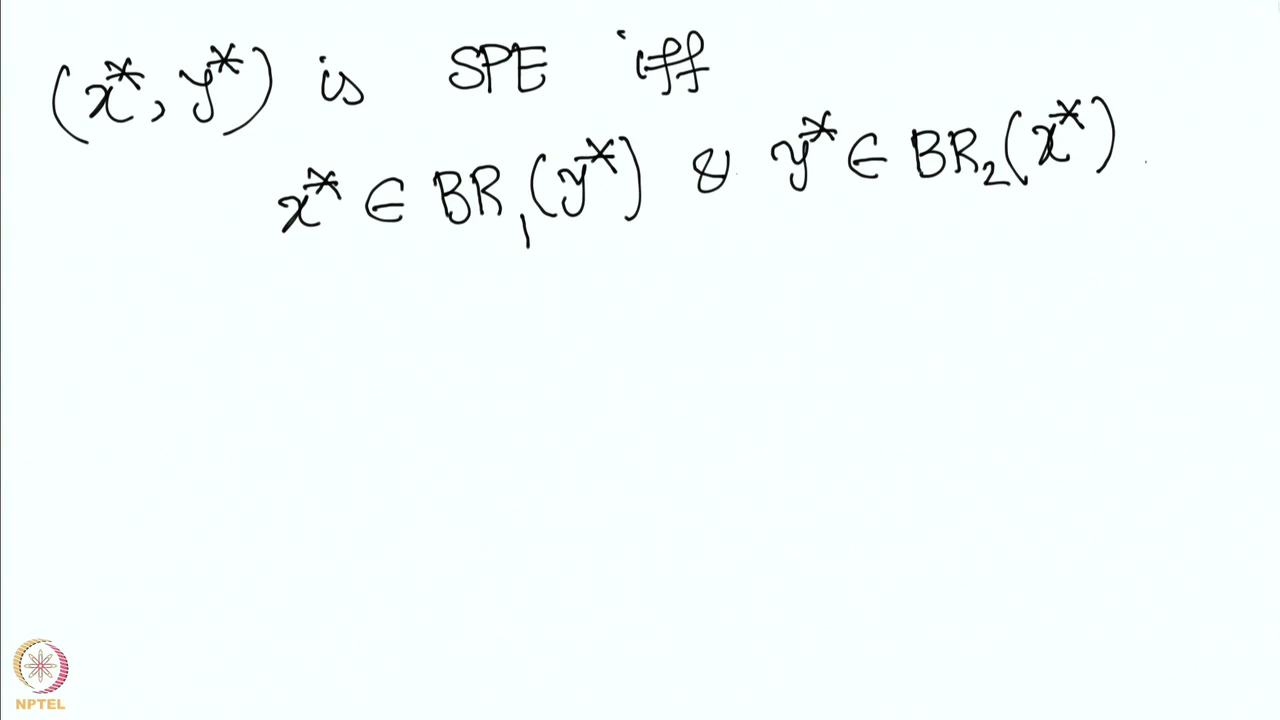 (x*, y*) is SPE iff
x* ∈ BR₁(y*) & y* ∈ BR₂(x*)
NPTEL